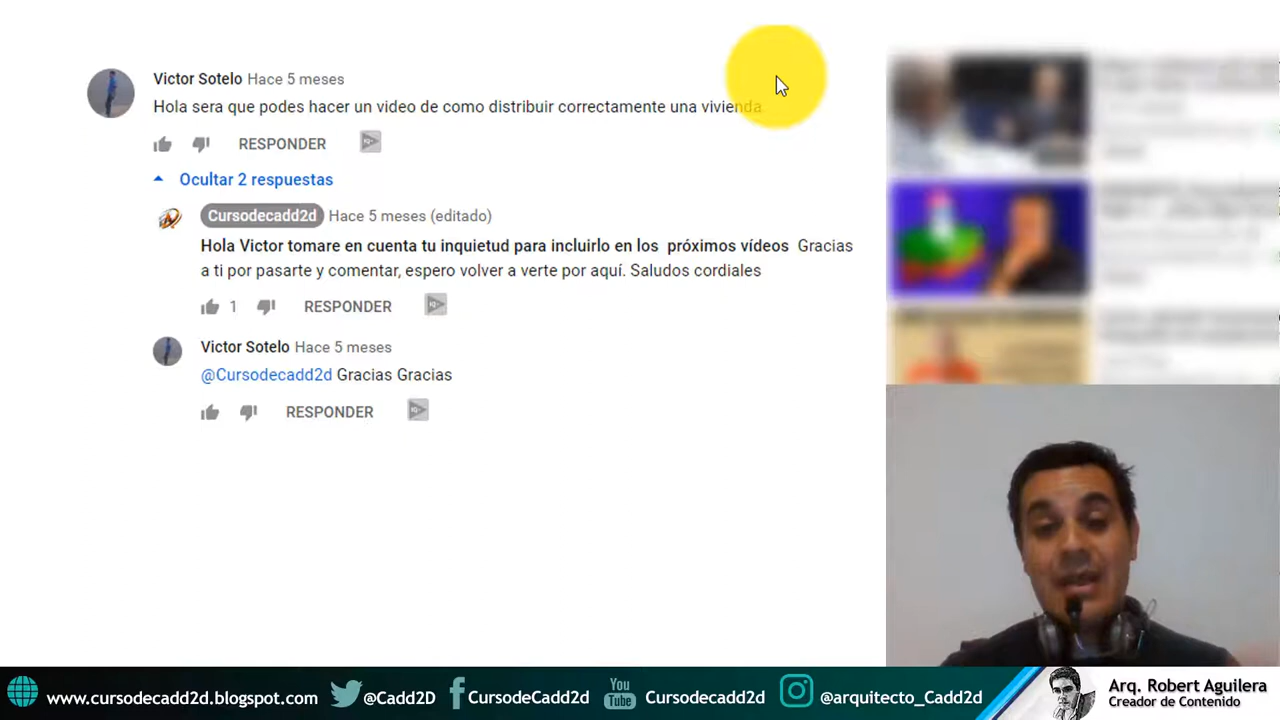 Victor Sotelo Hace 5 meses
Hola sera que podes hacer un video de como distribuir correctamente una vivienda.
RESPONDER
Ocultar 2 respuestas
Cursodecadd2d Hace 5 meses (editado)
Hola Victor tomare en cuenta tu inquietud para incluirlo en los próximos vídeos Gracias
a ti por pasarte y comentar, espero volver a verte por aquí. Saludos cordiales
1 RESPONDER
Victor Sotelo Hace 5 meses
@Cursodecadd2d Gracias Gracias
RESPONDER
www.cursodecadd2d.blogspot.com @Cadd2D CursodeCadd2d You Tube Cursodecadd2d @arquitecto_Cadd2d
Arq. Robert Aguilera
Creador de Contenido